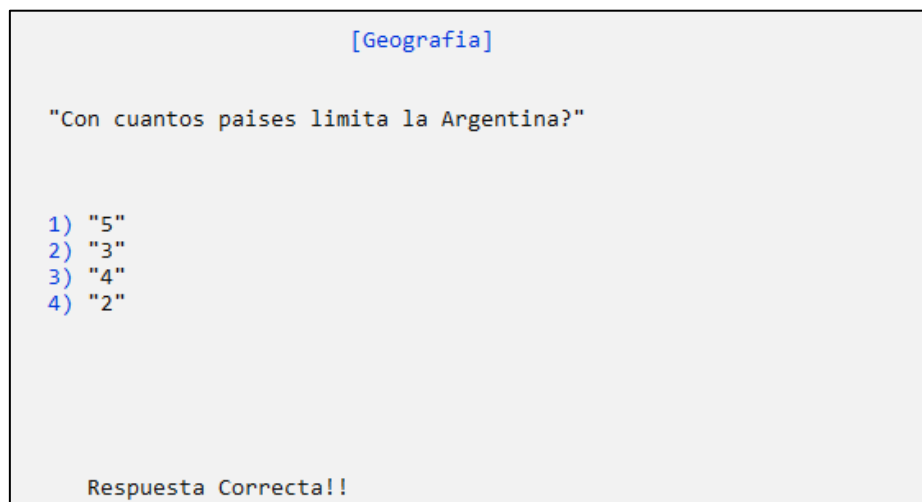 [Geografia]
"Con cuantos paises limita la Argentina?"
1) "5"
2) "3"
3) "4"
4) "2"
Respuesta Correcta!!